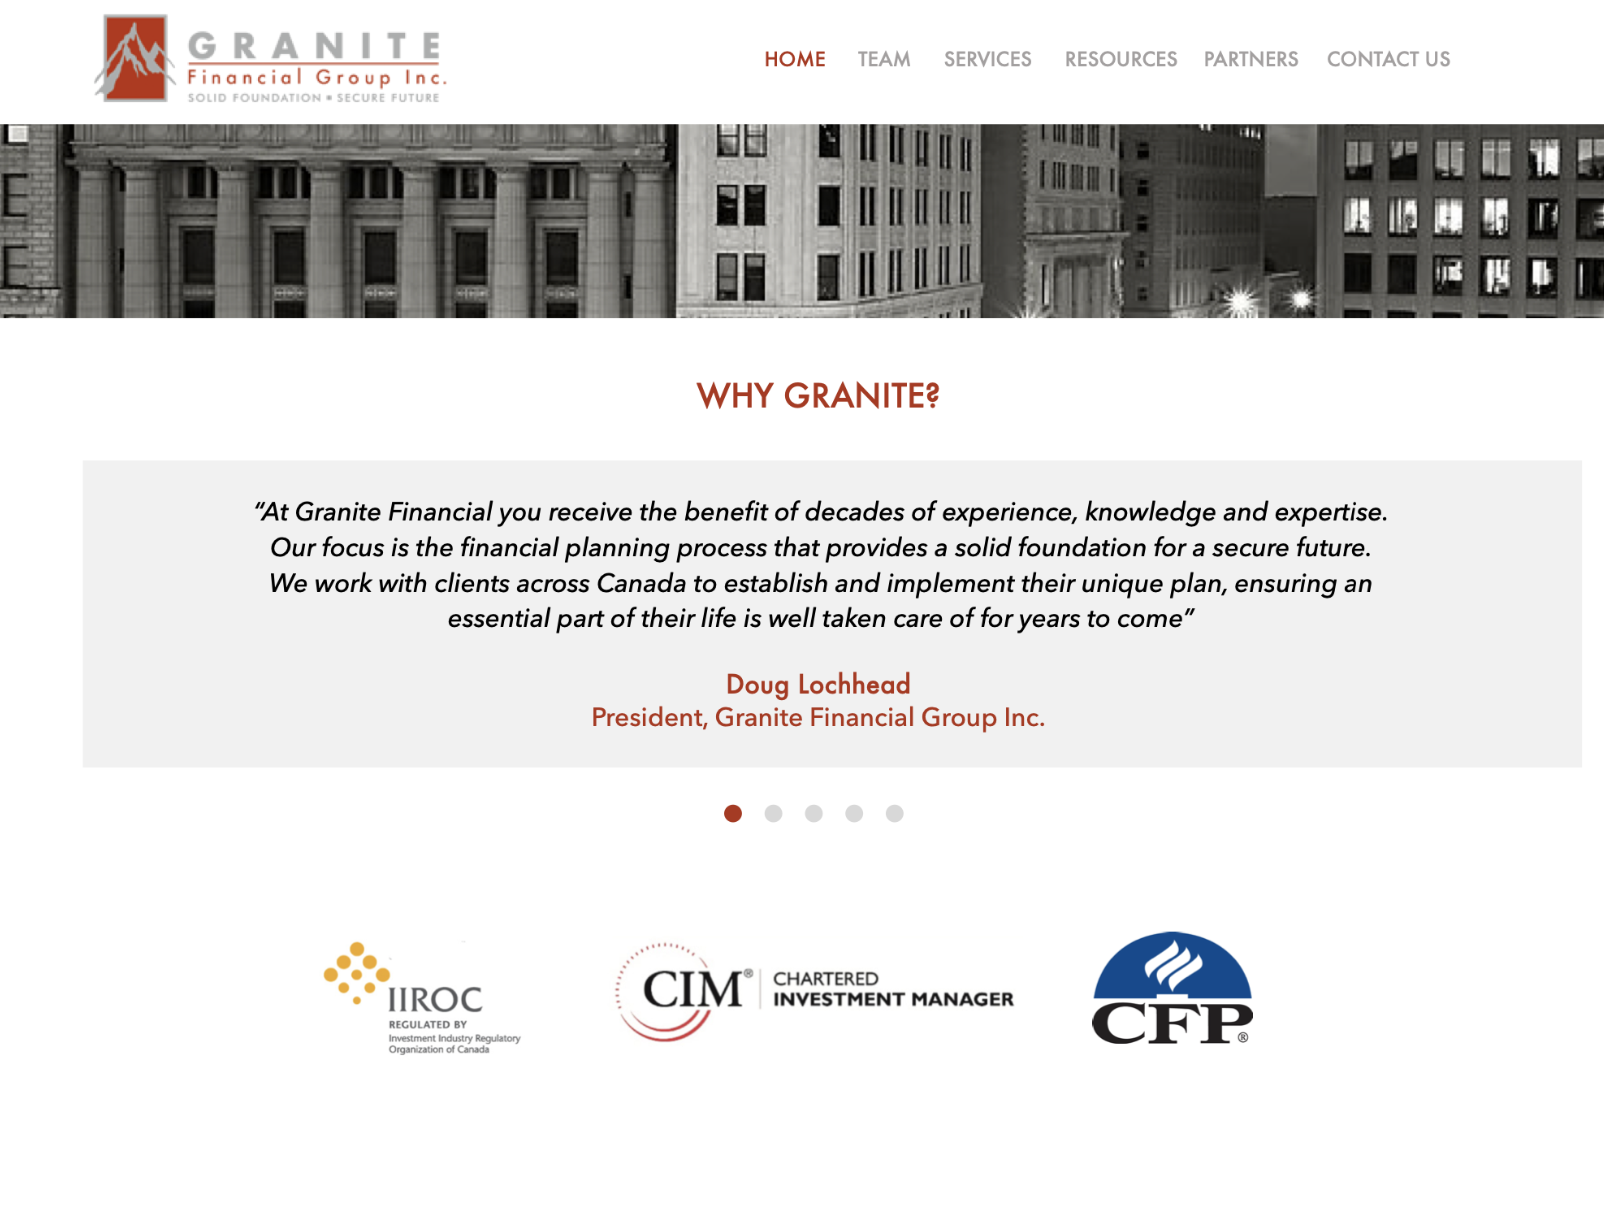 GRANITE
Financial Group Inc.
SOLID FOUNDATION • SECURE FUTURE
HOME TEAM SERVICES RESOURCES PARTNERS CONTACT US
WHY GRANITE?
“At Granite Financial you receive the benefit of decades of experience, knowledge and expertise.
Our focus is the financial planning process that provides a solid foundation for a secure future.
We work with clients across Canada to establish and implement their unique plan, ensuring an
essential part of their life is well taken care of for years to come”
Doug Lochhead
President, Granite Financial Group Inc.
IIROC
REGULATED BY
Investment Industry Regulatory
Organization of Canada
CIM®
CHARTERED
INVESTMENT MANAGER
CFP®